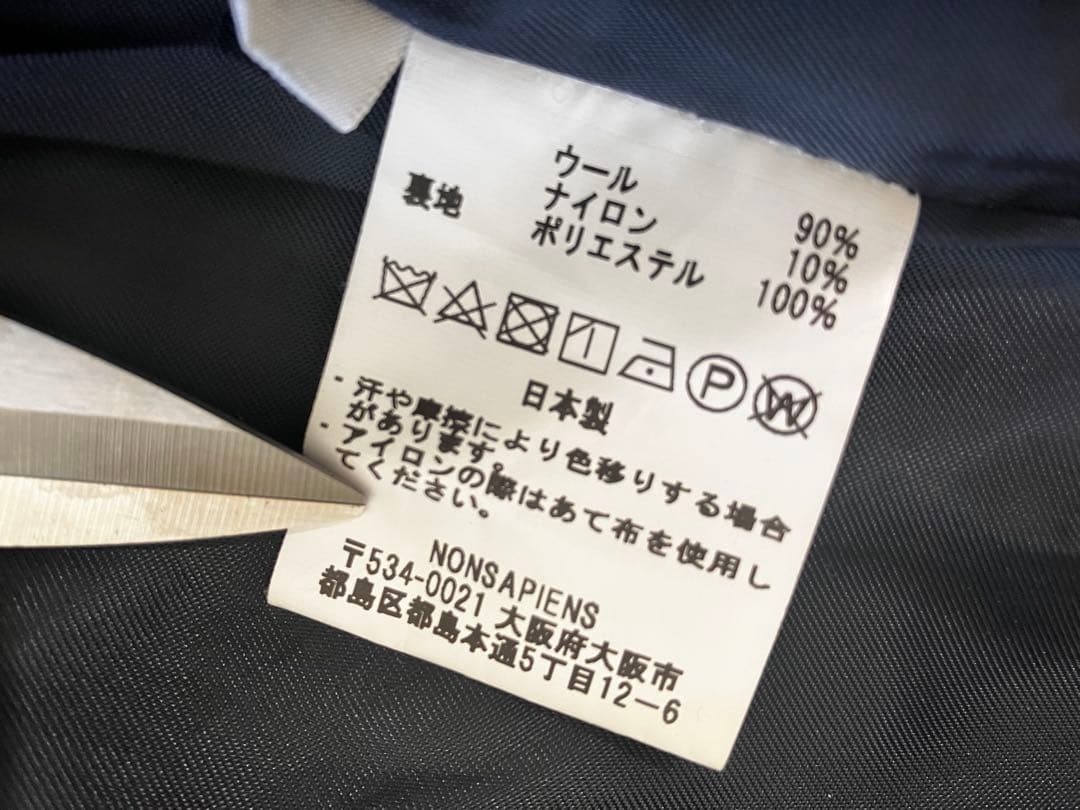 ウール 90%
ナイロン 10%
裏地 ポリエステル 100%
P W
日本製
・汗や摩擦により色移りする場合
があります。
・アイロンの際はあて布を使用し
てください。
NONSAPIENS
〒534-0021 大阪府大阪市
都島区都島本通5丁目12-6